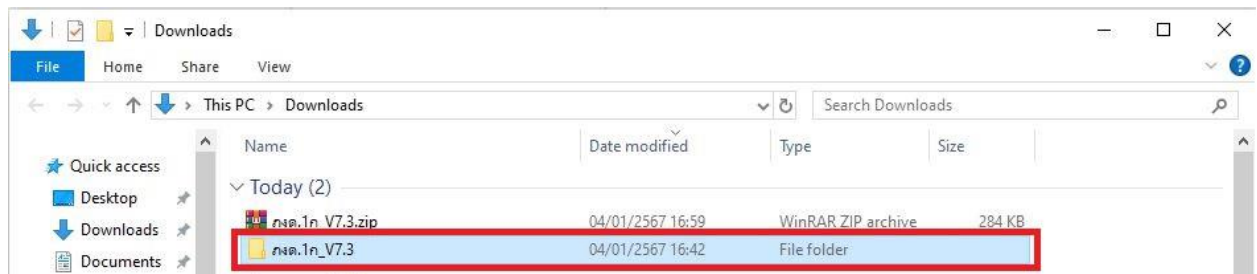 Downloads
File Home Share View
This PC > Downloads Search Downloads
Name Date modified Type Size
Quick access
Today (2)
Desktop
ภงด.1ก_V7.3.zip 04/01/2567 16:59 WinRAR ZIP archive 284 KB
Downloads
ภงด.1ก_V7.3 04/01/2567 16:42 File folder
Documents